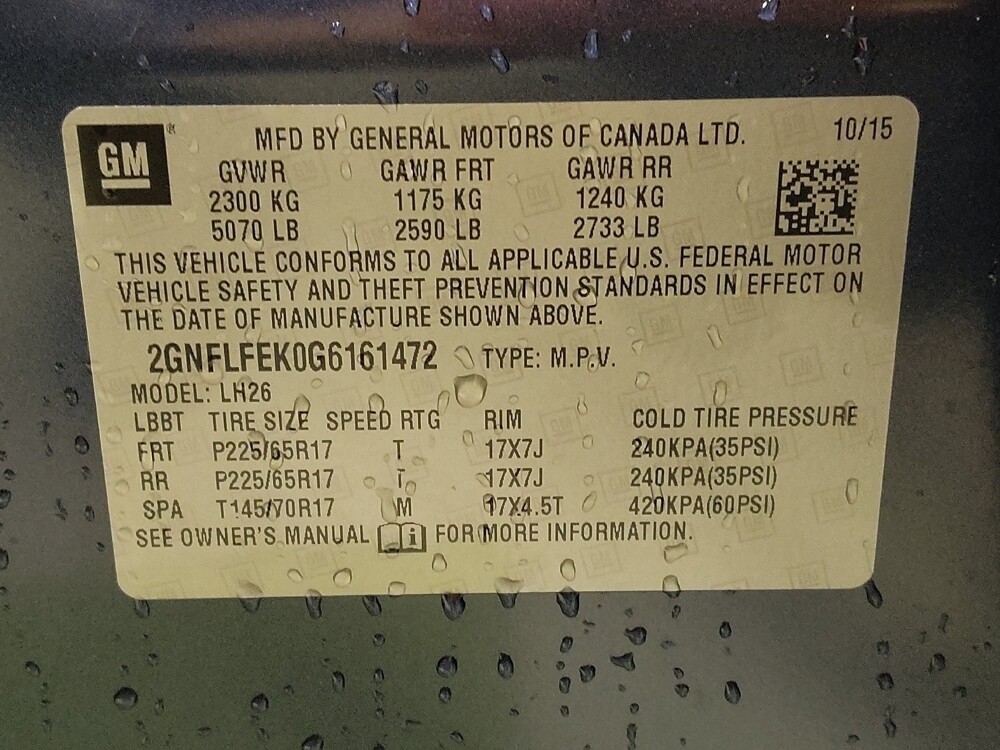 GM ® MFD BY GENERAL MOTORS OF CANADA LTD. 10/15
GVWR GAWR FRT GAWR RR
2300 KG 1175 KG 1240 KG
5070 LB 2590 LB 2733 LB
THIS VEHICLE CONFORMS TO ALL APPLICABLE U.S. FEDERAL MOTOR
VEHICLE SAFETY AND THEFT PREVENTION STANDARDS IN EFFECT ON
THE DATE OF MANUFACTURE SHOWN ABOVE.
2GNFLFEK0G6161472 TYPE: M.P.V.
MODEL: LH26
LBBT TIRE SIZE SPEED RTG RIM COLD TIRE PRESSURE
FRT P225/65R17 T 17X7J 240KPA(35PSI)
RR P225/65R17 T 17X7J 240KPA(35PSI)
SPA T145/70R17 M 17X4.5T 420KPA(60PSI)
SEE OWNER'S MANUAL i FOR MORE INFORMATION.